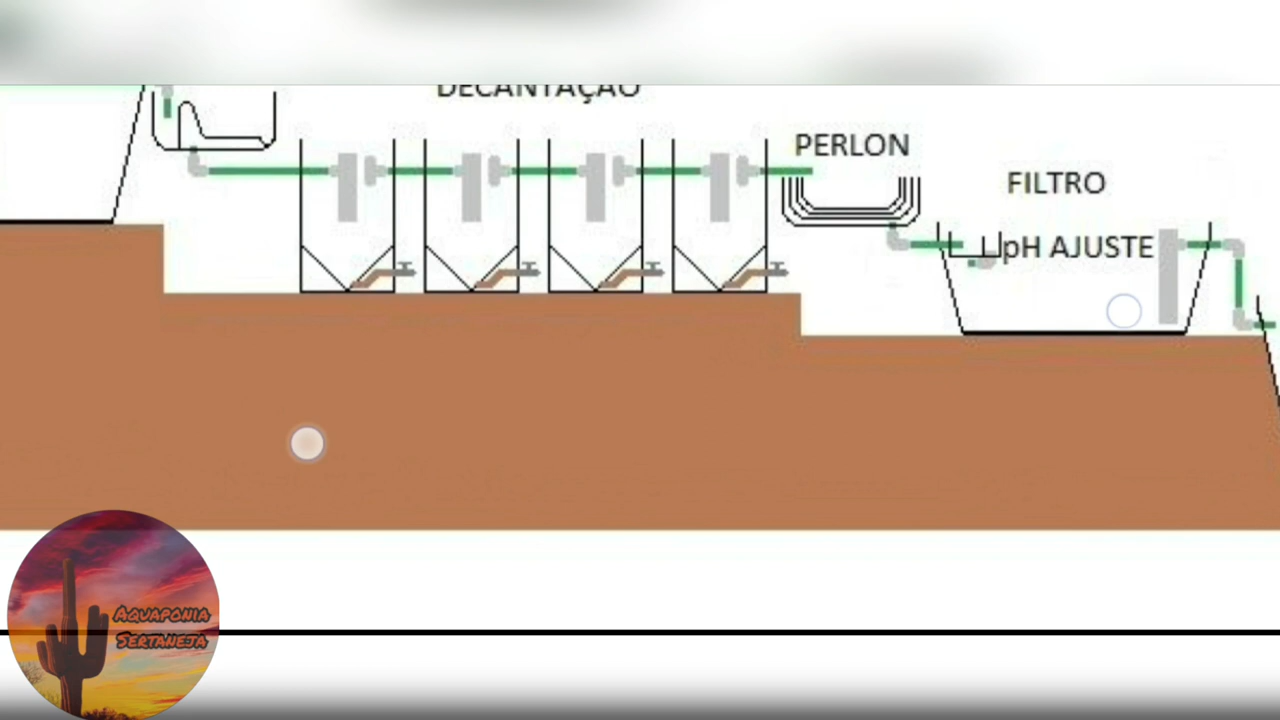 DECANTAÇÃO
PERLON
FILTRO
pH AJUSTE
AQUAPONIA
SERTANEJA